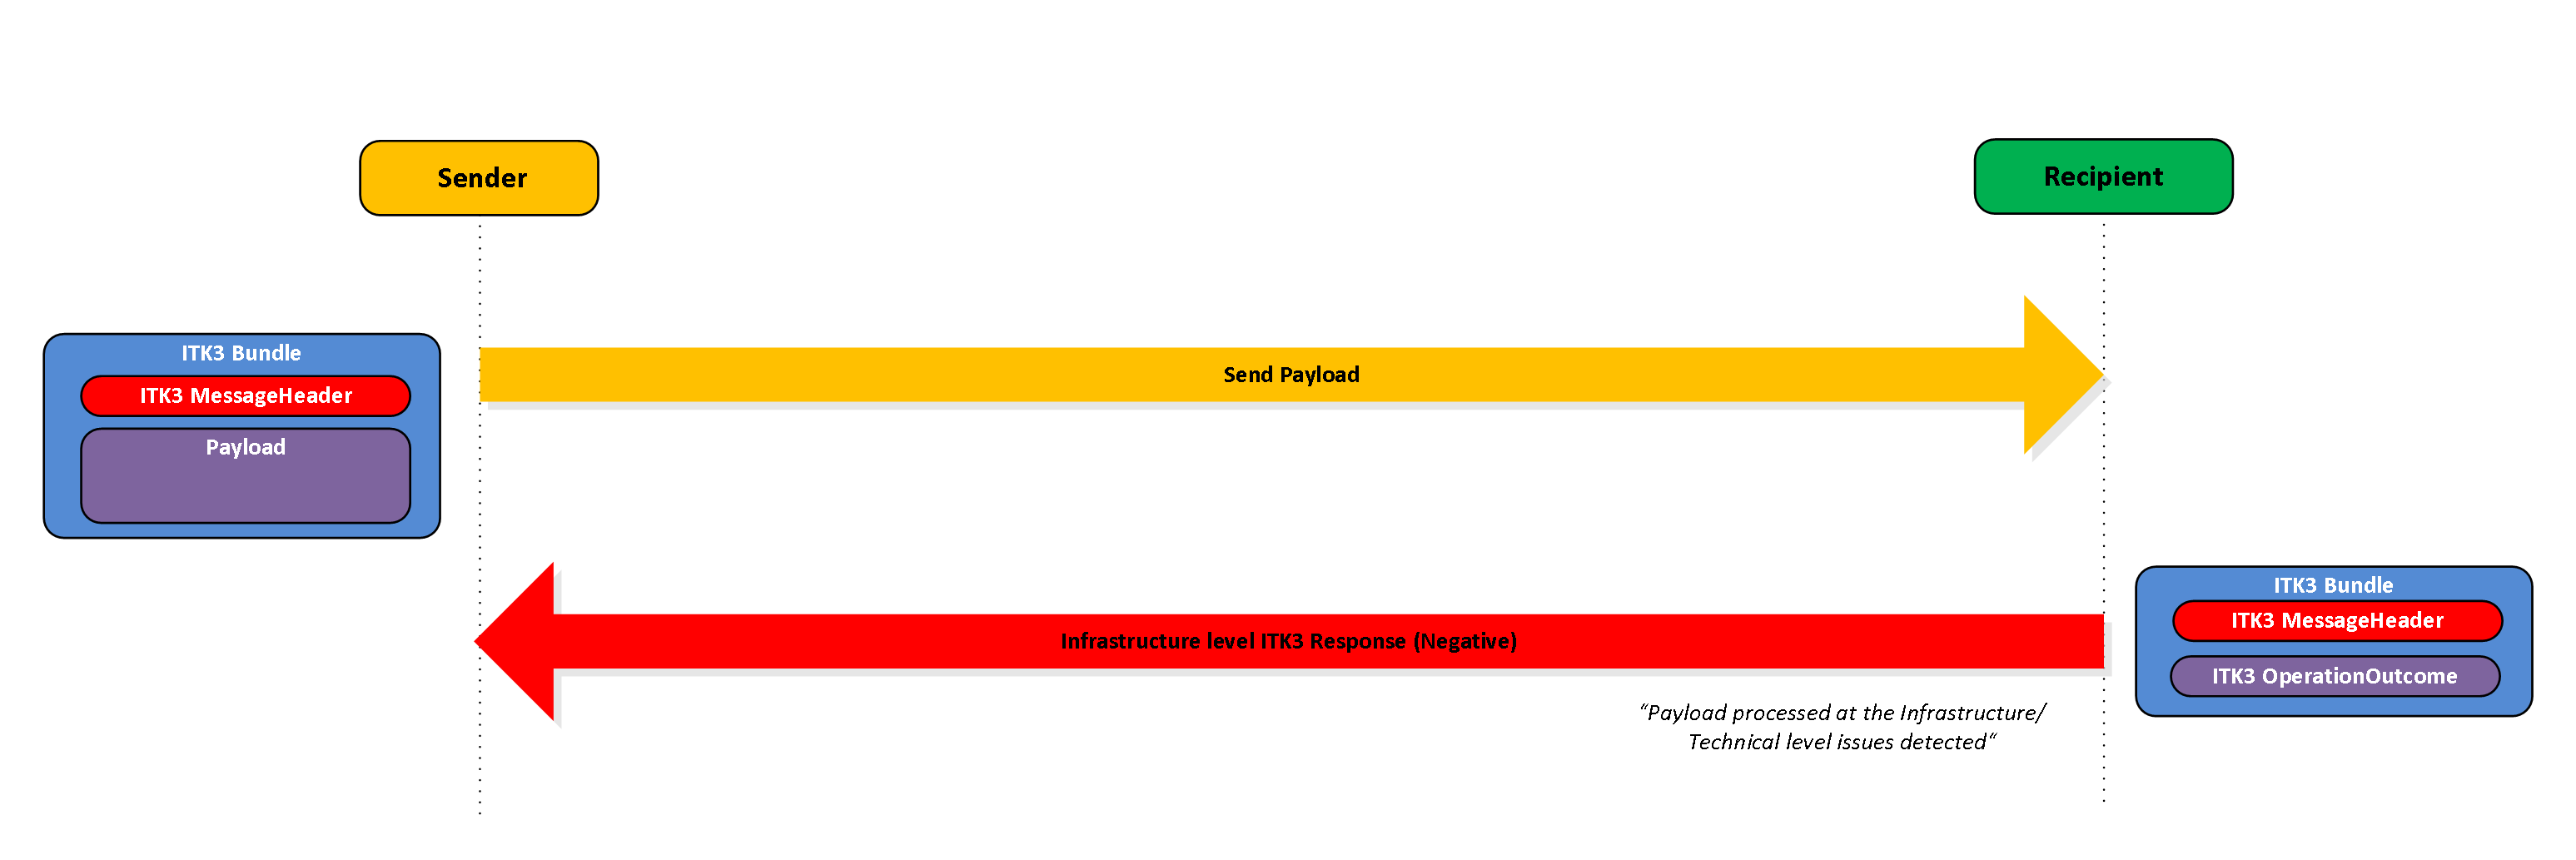 Sender
Recipient
ITK3 Bundle
ITK3 MessageHeader
Payload
Send Payload
Infrastructure level ITK3 Response (Negative)
ITK3 Bundle
ITK3 MessageHeader
ITK3 OperationOutcome
“Payload processed at the Infrastructure/
Technical level issues detected“